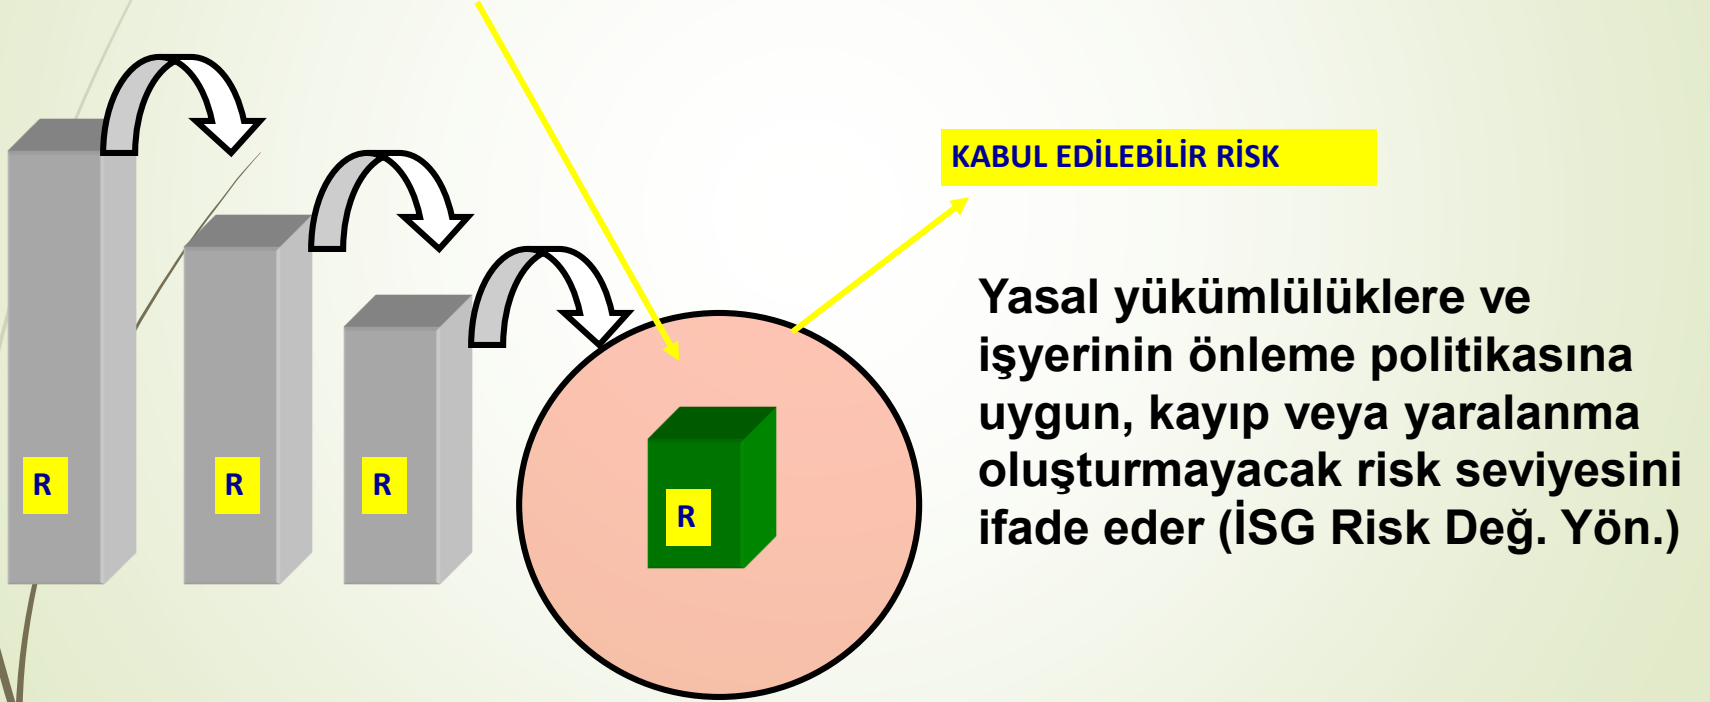 KABUL EDİLEBİLİR RİSK
Yasal yükümlülüklere ve
işyerinin önleme politikasına
uygun, kayıp veya yaralanma
oluşturmayacak risk seviyesini
ifade eder (İSG Risk Değ. Yön.)
R
R
R
R